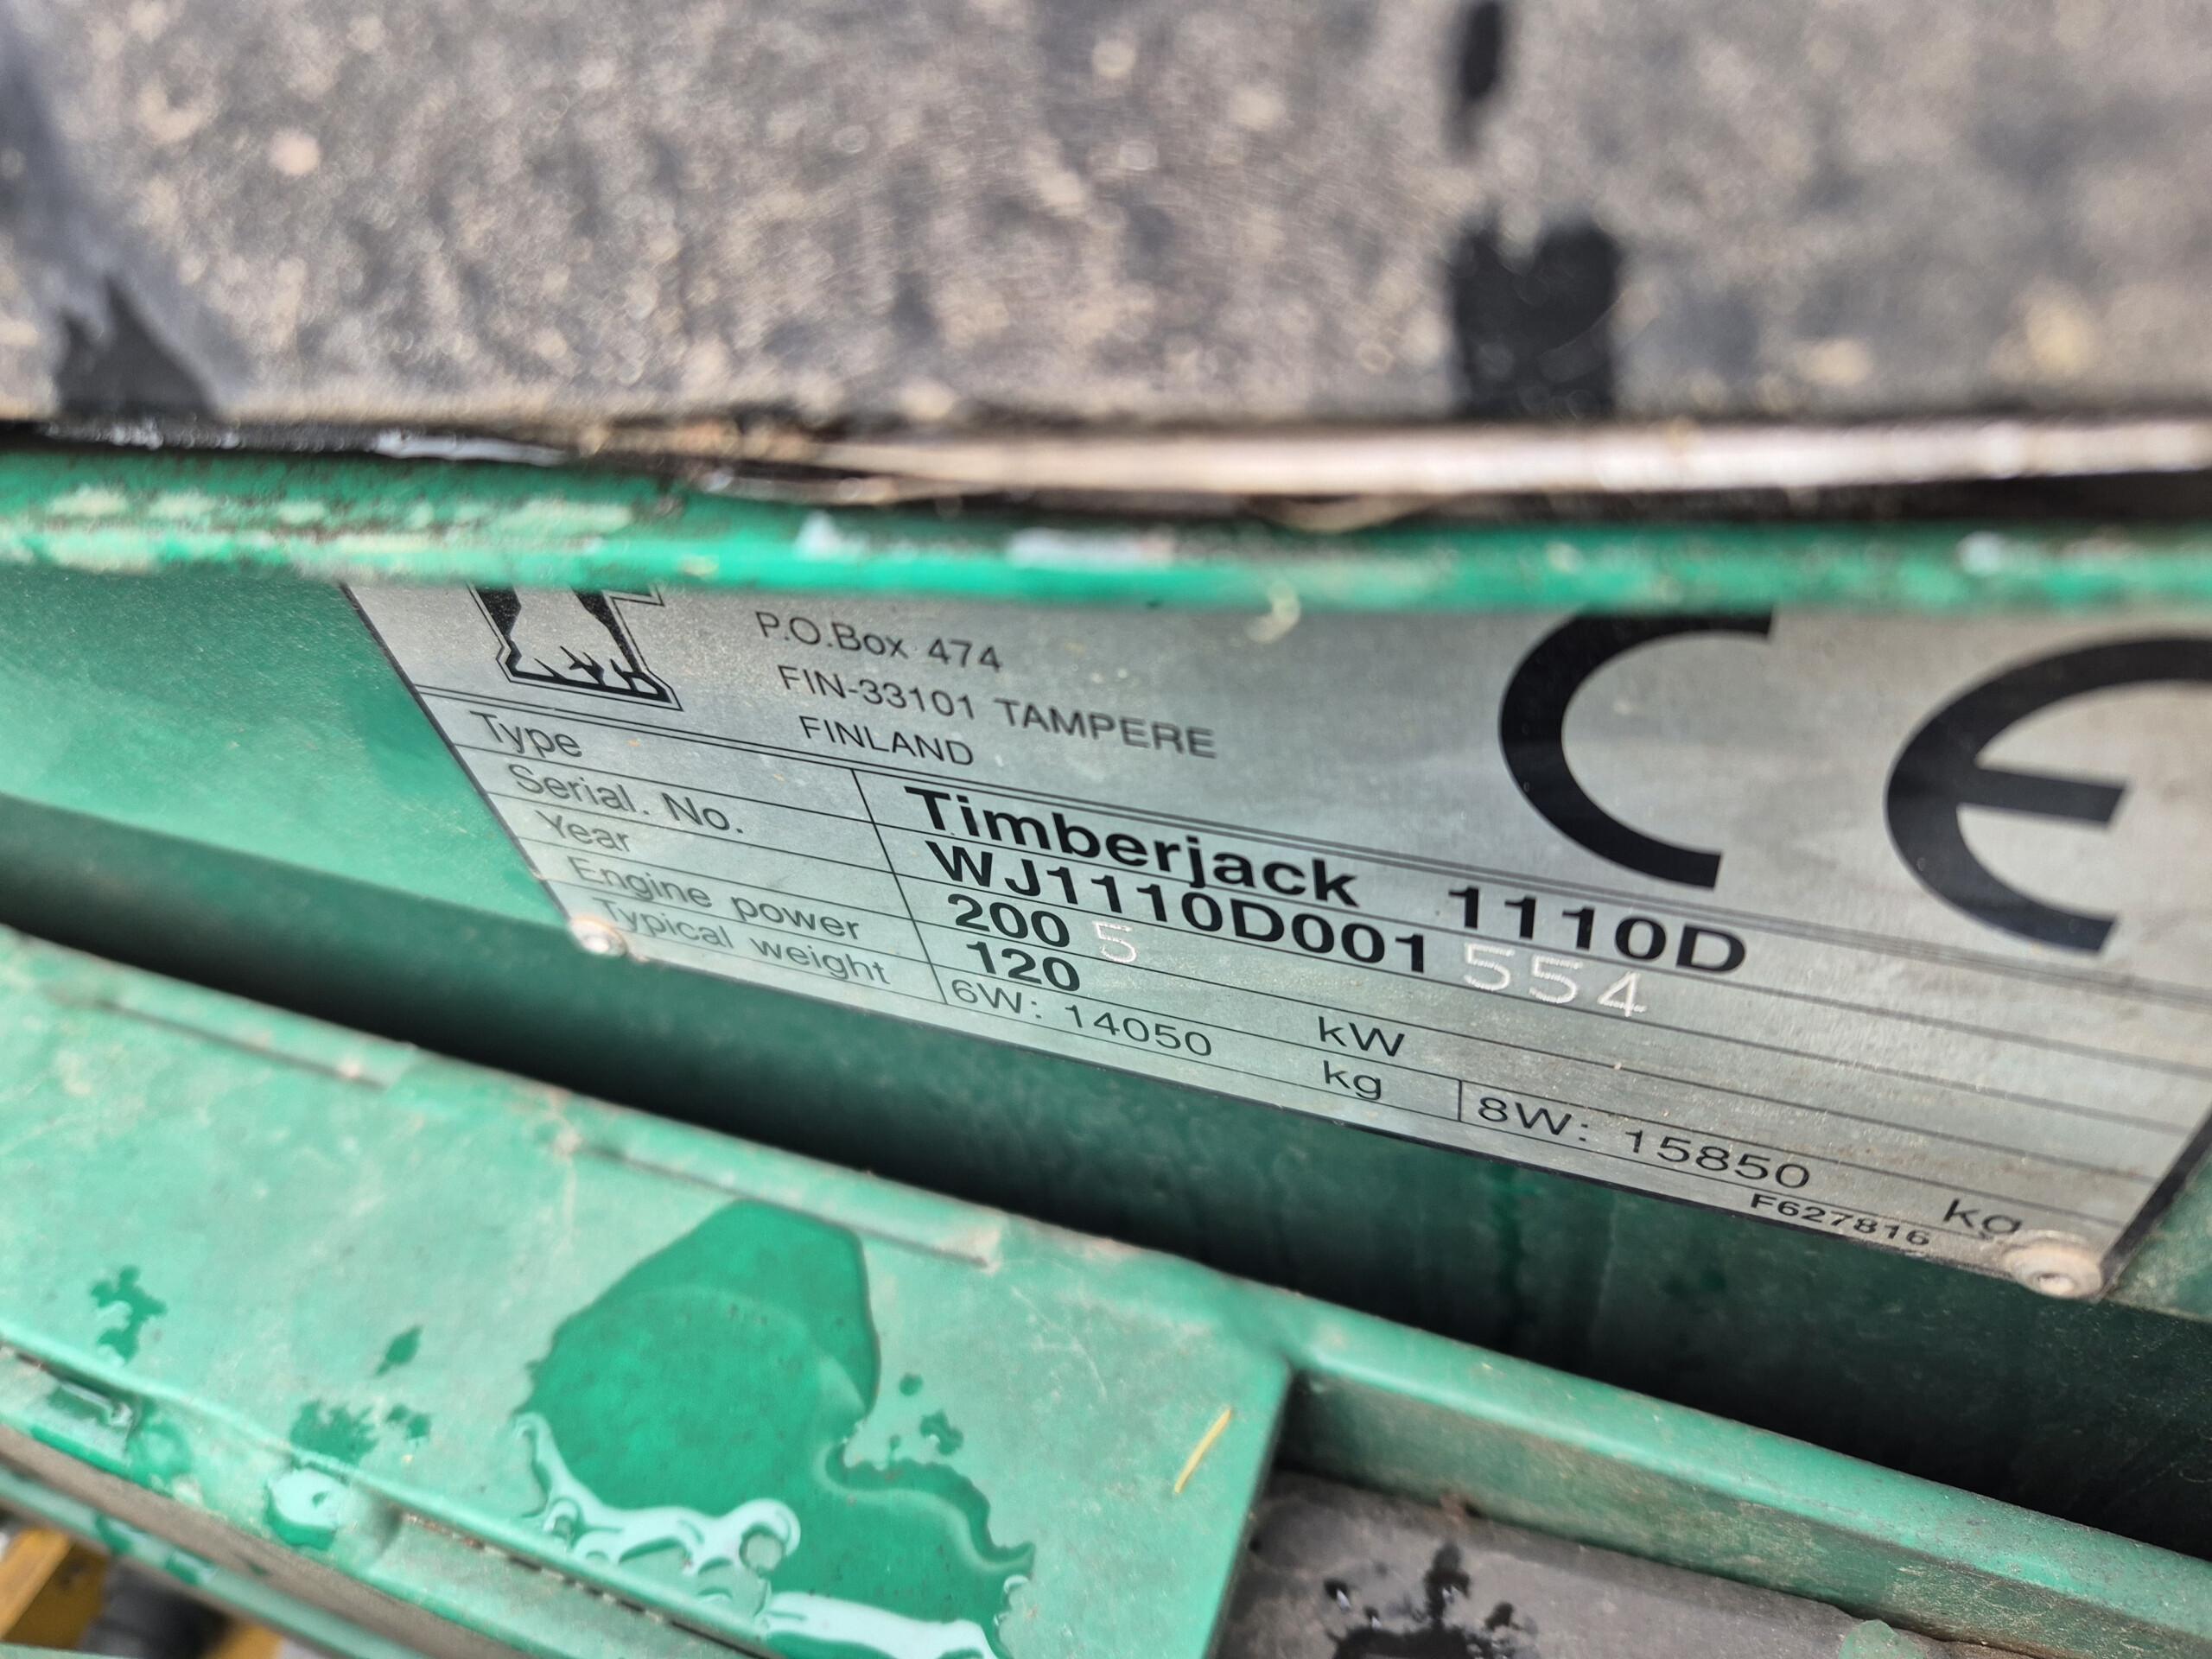 P.O.Box 474
FIN-33101 TAMPERE
FINLAND
CE
Type Timberjack 1110D
Serial. No. WJ1110D001554
Year 2005
Engine power 120 kW
Typical weight 6W: 14050 kg 8W: 15850 kg
F627816